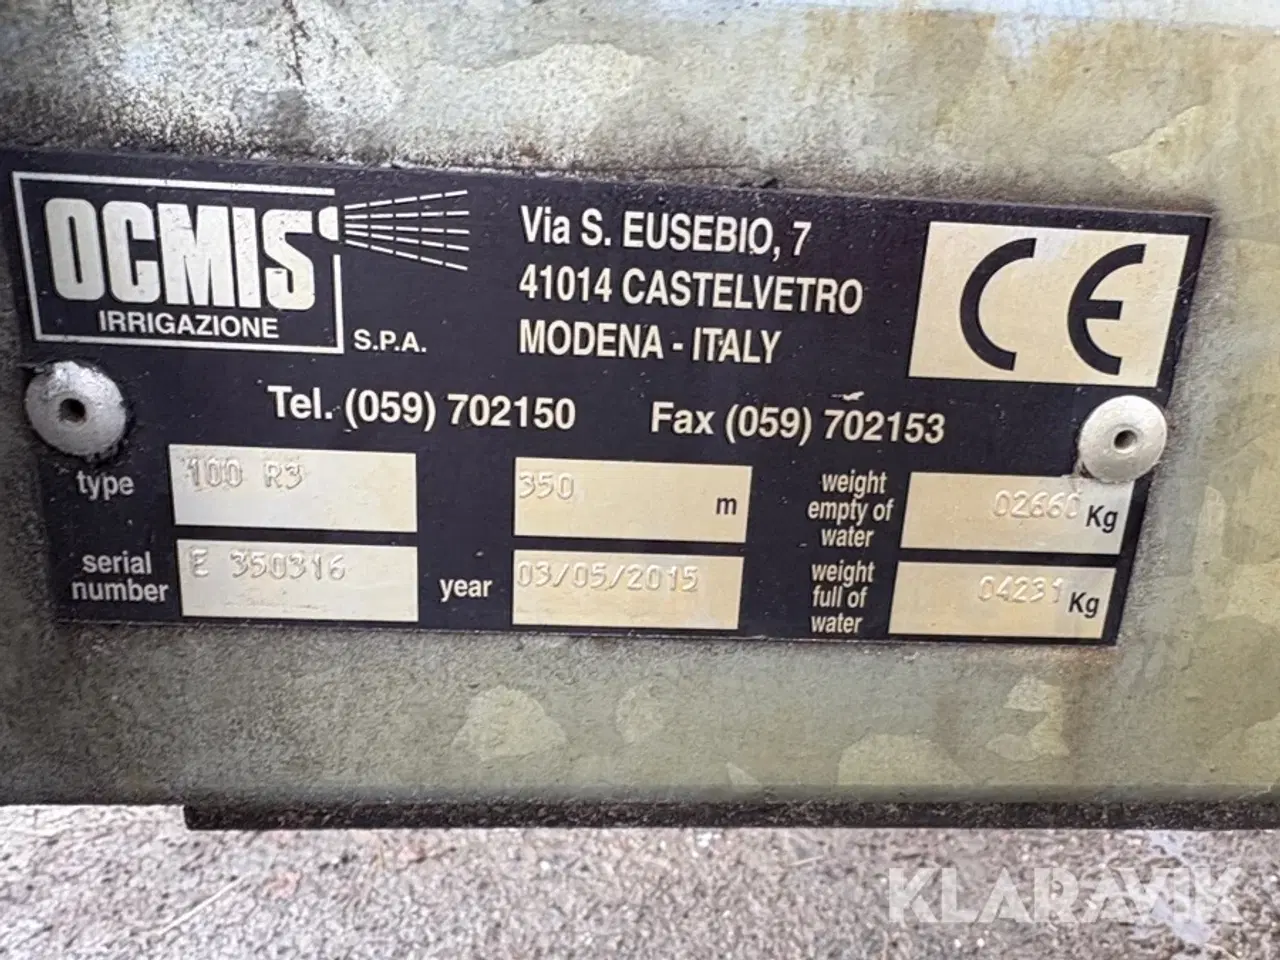 OCMIS
IRRIGAZIONE
S.P.A.
Via S. EUSEBIO, 7
41014 CASTELVETRO
MODENA - ITALY
CE
Tel. (059) 702150 Fax (059) 702153
type 100 R3 350 m weight empty of water 02660 Kg
serial number E 350316 year 03/05/2015 weight full of water 04231 Kg
KLARAVIK